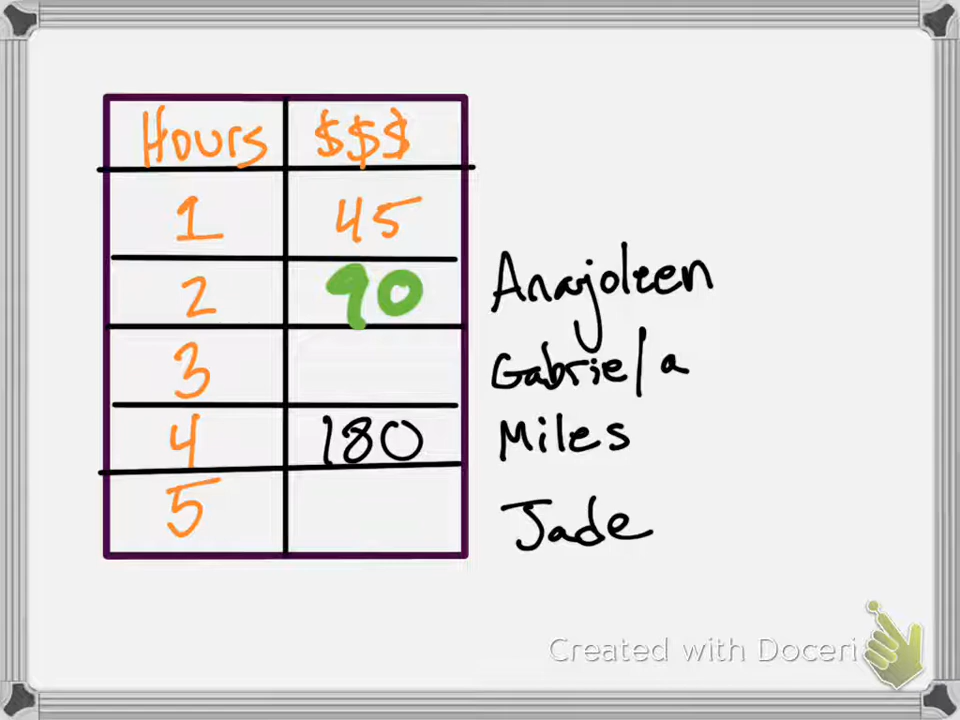 Hours $$$
1 45
2 90 Anajoleen
3 Gabriela
4 180 Miles
5 Jade
Created with Doceri